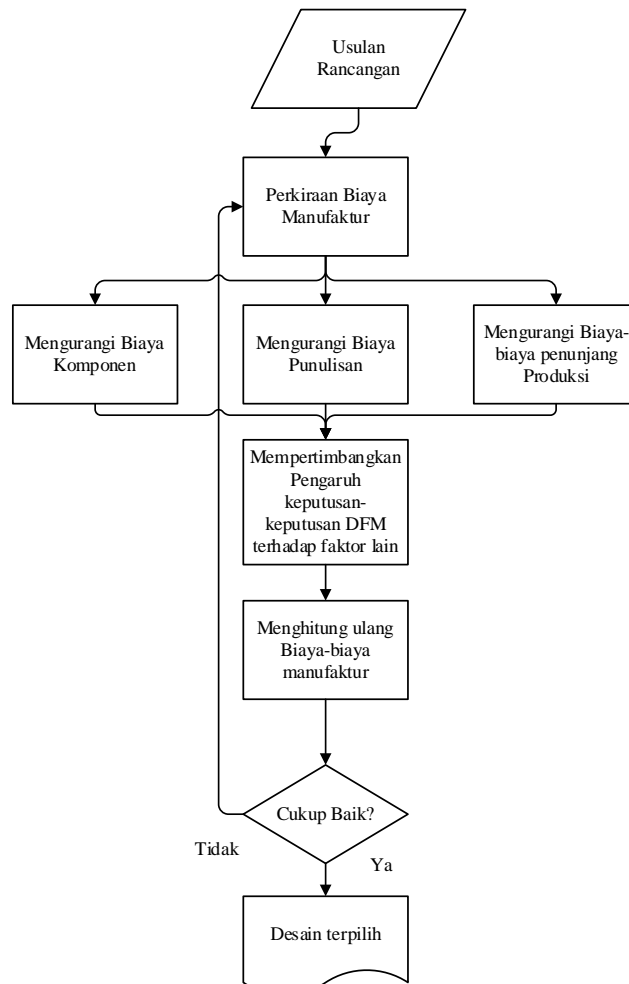 Usulan
Rancangan
Perkiraan Biaya
Manufaktur
Mengurangi Biaya
Komponen
Mengurangi Biaya
Punulisan
Mengurangi Biaya-
biaya penunjang
Produksi
Mempertimbangkan
Pengaruh
keputusan-
keputusan DFM
terhadap faktor lain
Menghitung ulang
Biaya-biaya
manufaktur
Cukup Baik?
Tidak
Ya
Desain terpilih